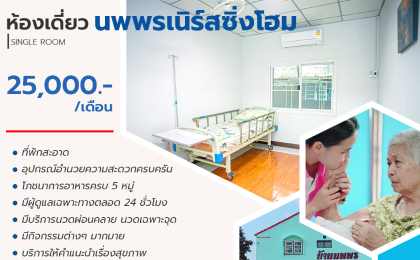 ห้องเดี่ยว นพพรเนิร์สซิ่งโฮม
SINGLE ROOM
25,000.-
/เดือน
ที่พักสะอาด
อุปกรณ์อำนวยความสะดวกครบครัน
โภชนาการอาหารครบ 5 หมู่
มีผู้ดูแลเฉพาะทางตลอด 24 ชั่วโมง
มีบริการนวดผ่อนคลาย นวดเฉพาะจุด
มีกิจกรรมต่างๆ มากมาย
บริการให้คำแนะนำเรื่องสุขภาพ
บ้านนพพร